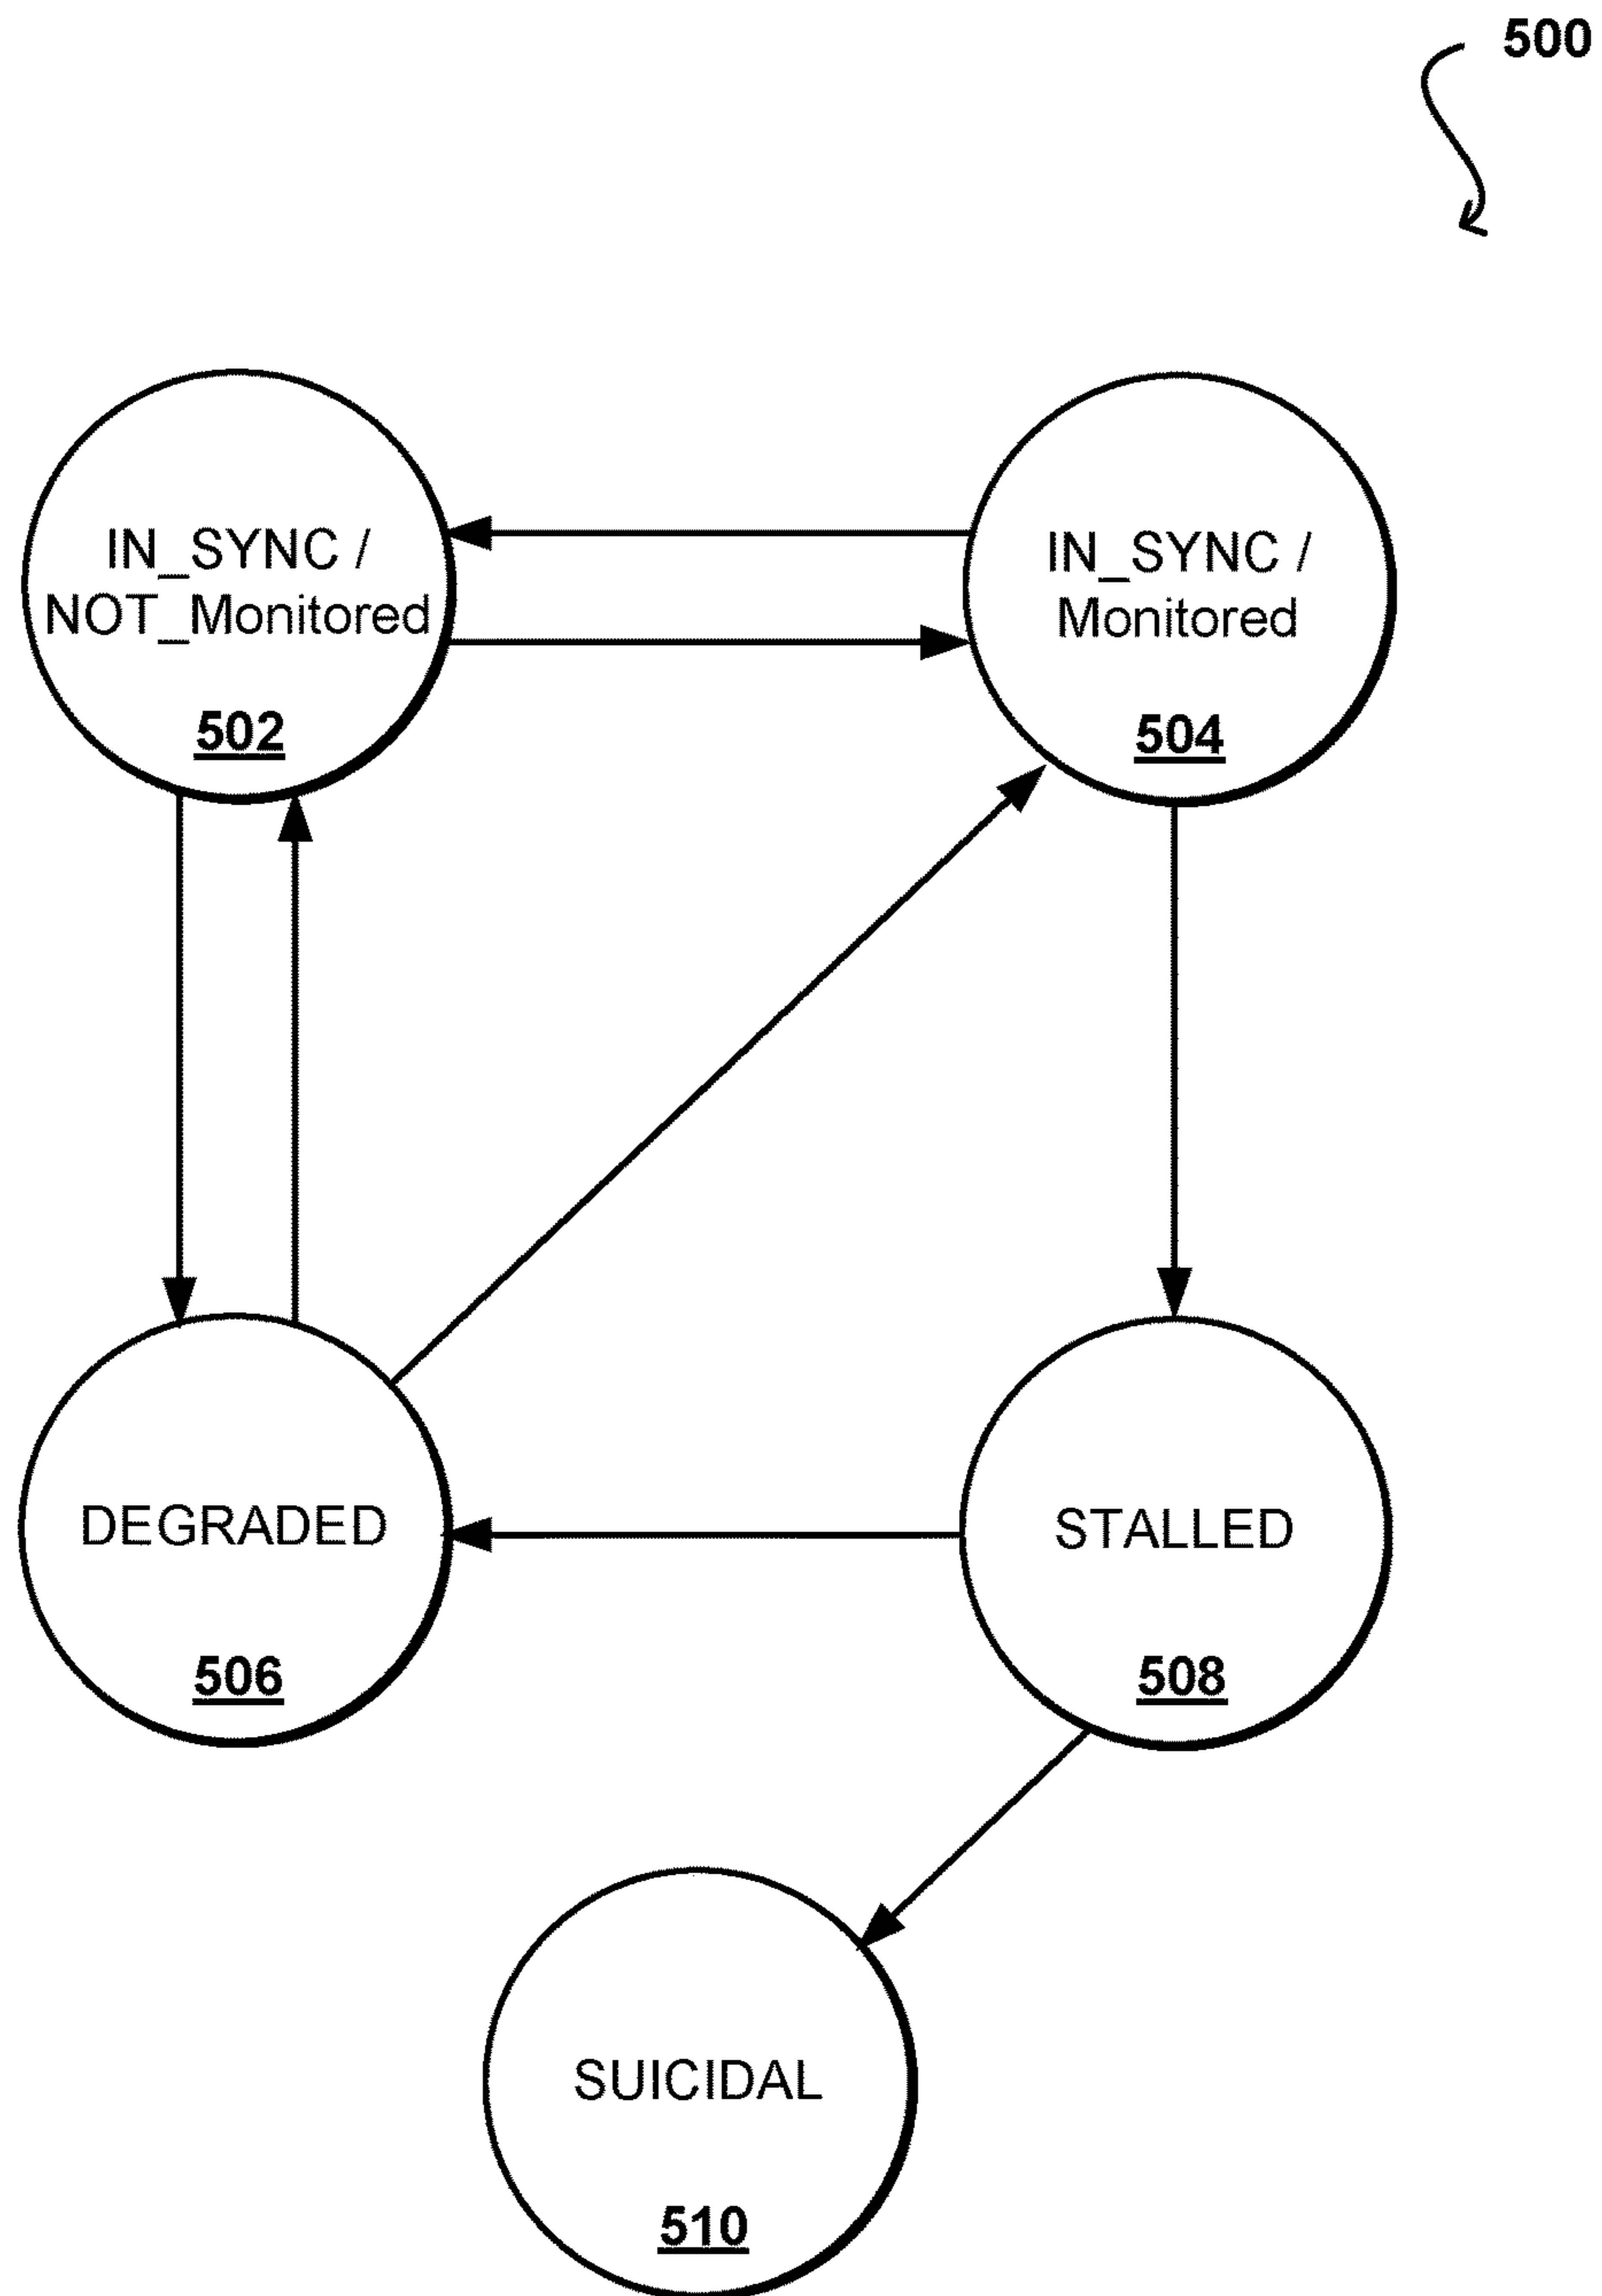 500
IN_SYNC /
NOT_Monitored
502
IN_SYNC /
Monitored
504
DEGRADED
506
STALLED
508
SUICIDAL
510